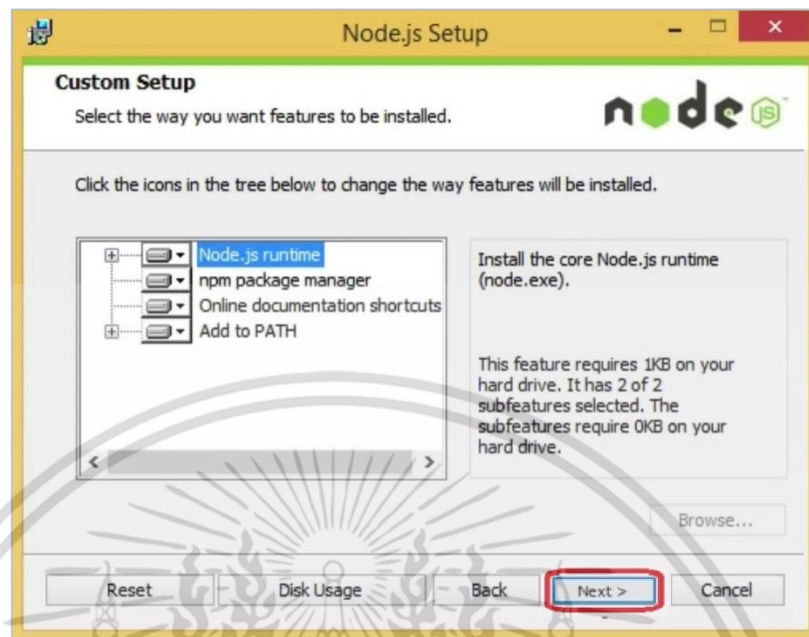 Node.js Setup
Custom Setup
Select the way you want features to be installed.
node JS
Click the icons in the tree below to change the way features will be installed.
Node.js runtime
npm package manager
Online documentation shortcuts
Add to PATH
Install the core Node.js runtime
(node.exe).
This feature requires 1KB on your
hard drive. It has 2 of 2
subfeatures selected. The
subfeatures require 0KB on your
hard drive.
Browse...
Reset
Disk Usage
Back
Next >
Cancel